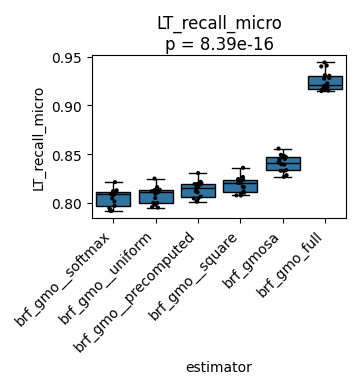 LT_recall_micro
p = 8.39e-16
LT_recall_micro
0.95
0.90
0.85
0.80
brf_gmo__softmax
brf_gmo__uniform
brf_gmo__precomputed
brf_gmo__square
brf_gmosa
brf_gmo_full
estimator